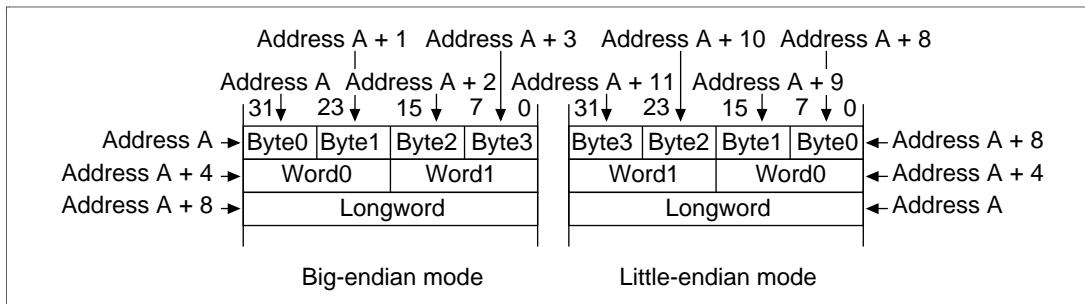 Address A + 1 Address A + 3 Address A + 10 Address A + 8
Address A Address A + 2 Address A + 11 Address A + 9
31 23 15 7 0 31 23 15 7 0
Address A Byte0 Byte1 Byte2 Byte3 Byte3 Byte2 Byte1 Byte0 Address A + 8
Address A + 4 Word0 Word1 Word1 Word0 Address A + 4
Address A + 8 Longword Longword Address A
Big-endian mode Little-endian mode